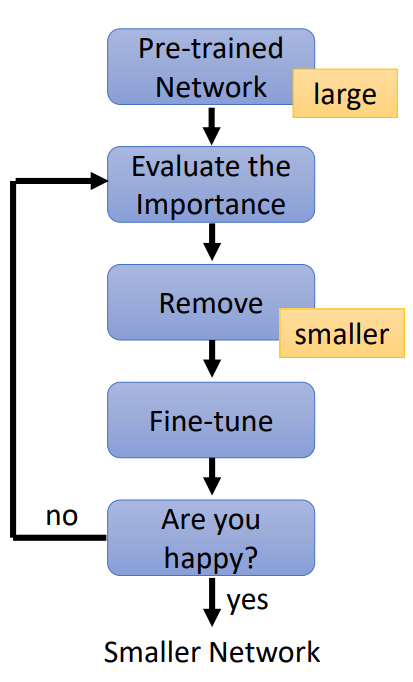 Pre-trained
Network
large
Evaluate the
Importance
Remove
smaller
Fine-tune
Are you
happy?
no
yes
Smaller Network